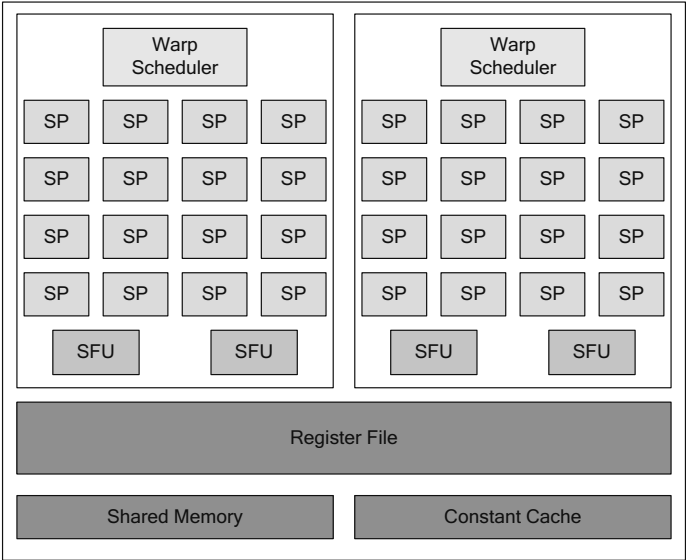 Warp
Scheduler
Warp
Scheduler
SP SP SP SP SP SP SP SP
SP SP SP SP SP SP SP SP
SP SP SP SP SP SP SP SP
SP SP SP SP SP SP SP SP
SFU SFU SFU SFU
Register File
Shared Memory Constant Cache